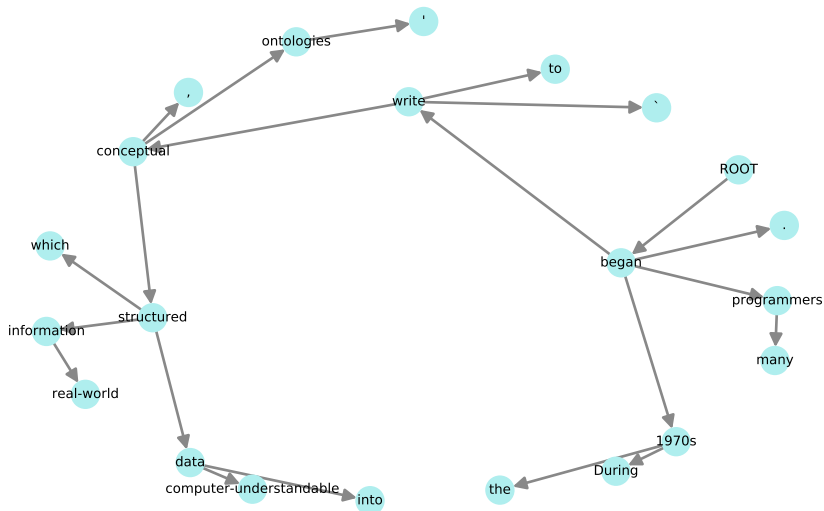 '
ontologies
to
,
write
`
conceptual
ROOT
.
which
began
programmers
structured
information
many
real-world
1970s
data
During
computer-understandable
the
into